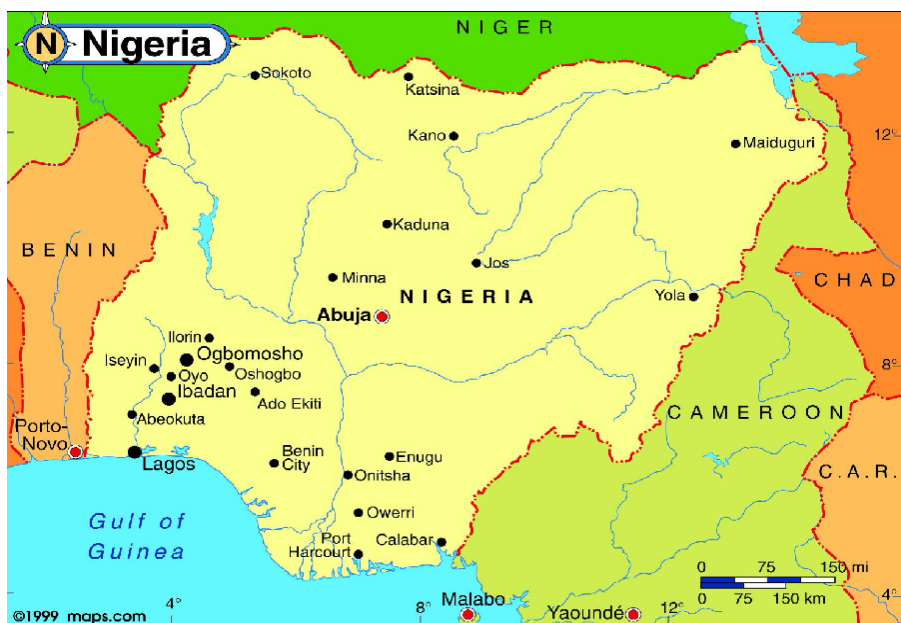 N Nigeria
NIGER
Sokoto
Katsina
Kano
12°
Maiduguri
BENIN
Kaduna
Jos
CHAD
Minna
NIGERIA
Yola
Abuja
Ilorin
Ogbomosho
Iseyin
Oshogbo
8°
Oyo
Ibadan
Ado Ekiti
Abeokuta
CAMEROON
Porto-
Novo
Lagos
Benin
City
Enugu
Onitsha
C.A.R.
Gulf of
Guinea
Owerri
Port
Harcourt
Calabar
0 75 150 mi
0 75 150 km
4°
8°
Malabo
Yaoundé
12°
4°
©1999 maps.com